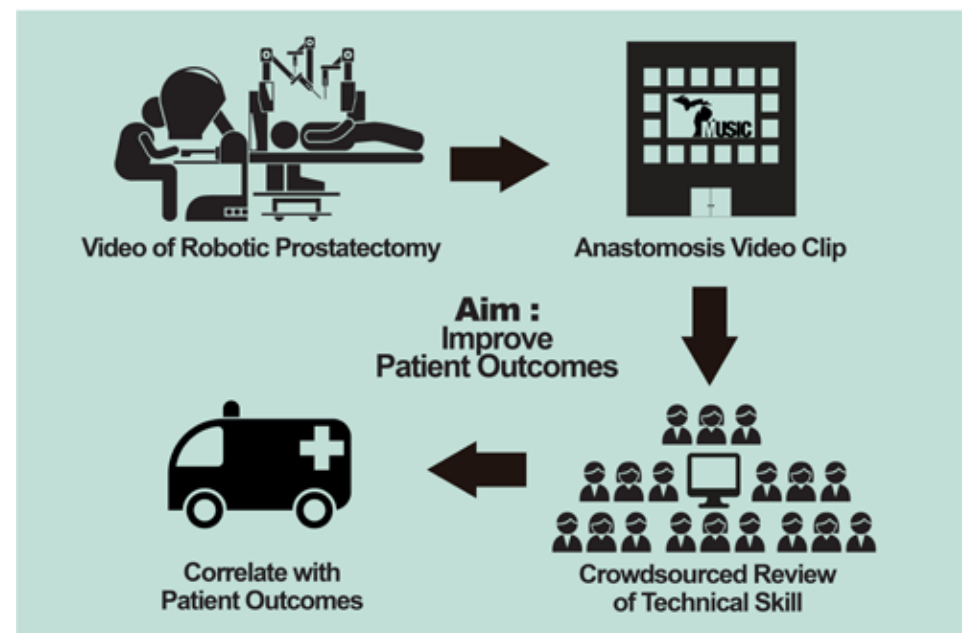 MUSIC
Video of Robotic Prostatectomy
Anastomosis Video Clip
Aim :
Improve
Patient Outcomes
Correlate with
Patient Outcomes
Crowdsourced Review
of Technical Skill